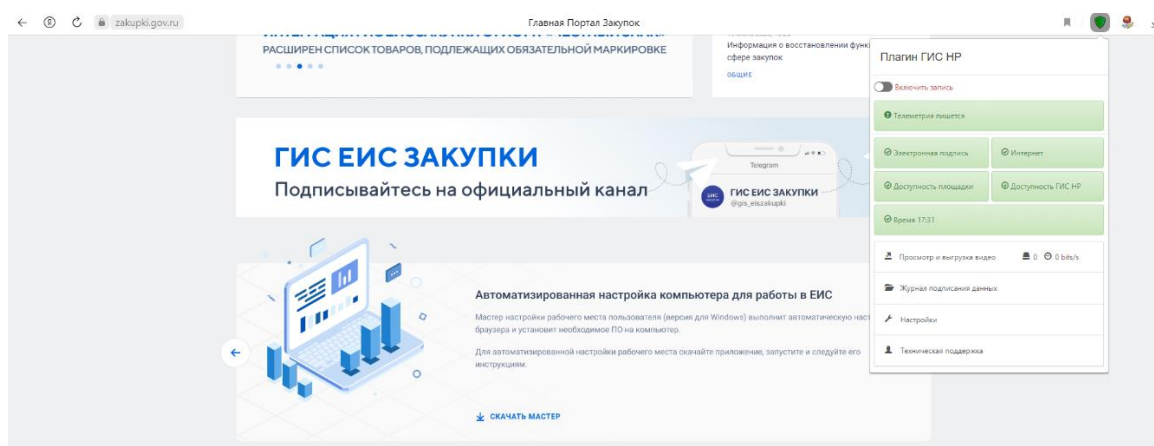 zakupki.gov.ru
Главная Портал Закупок
РАСШИРЕН СПИСОК ТОВАРОВ, ПОДЛЕЖАЩИХ ОБЯЗАТЕЛЬНОЙ МАРКИРОВКЕ
Информация о восстановлении функ
сфере закупок
ОБЩИЕ
ГИС ЕИС ЗАКУПКИ
Подписывайтесь на официальный канал
Telegram
ЕИС
ГИС ЕИС ЗАКУПКИ
@gis_eiszakupki
Автоматизированная настройка компьютера для работы в ЕИС
Мастер настройки рабочего места пользователя (версия для Windows) выполнит автоматическую наст
браузера и установит необходимое ПО на компьютер.
Для автоматизированной настройки рабочего места скачайте приложение, запустите и следуйте его
инструкциям.
СКАЧАТЬ МАСТЕР
Плагин ГИС НР
Включить запись
Телеметрия пишется
Электронная подпись
Интернет
Доступность площадки
Доступность ГИС НР
Время 17:31
Просмотр и выгрузка видео 0 0 bits/s
Журнал подписания данных
Настройки
Техническая поддержка